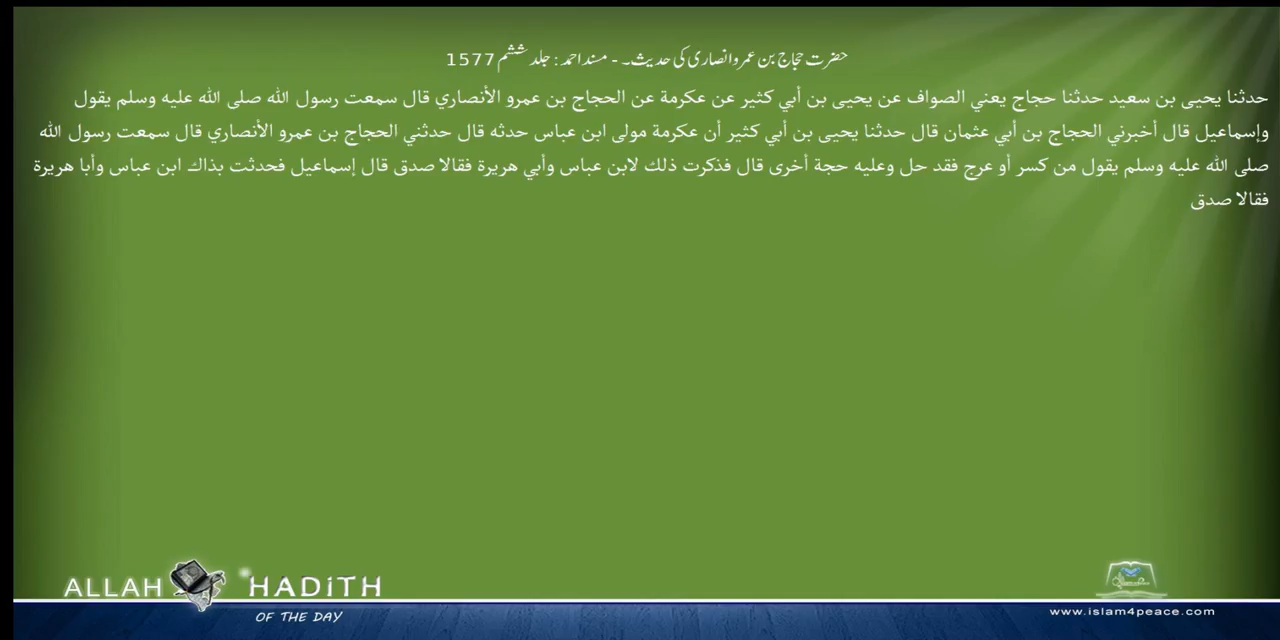 حضرت حجاج بن عمرو انصاری کی حدیث۔ - مسند احمد : جلد ششم 1577
حدثنا يحيى بن سعيد حدثنا حجاج يعني الصواف عن يحيى بن أبي كثير عن عكرمة عن الحجاج بن عمرو الأنصاري قال سمعت رسول الله صلى الله عليه وسلم يقول
وإسماعيل قال أخبرني الحجاج بن أبي عثمان قال حدثنا يحيى بن أبي كثير أن عكرمة مولى ابن عباس حدثه قال حدثني الحجاج بن عمرو الأنصاري قال سمعت رسول الله
صلى الله عليه وسلم يقول من كسر أو عرج فقد حل وعليه حجة أخرى قال فذكرت ذلك لابن عباس وأبي هريرة فقالا صدق قال إسماعيل فحدثت بذاك ابن عباس وأبا هريرة
فقالا صدق
ALLAH HADITH
OF THE DAY
www.islam4peace.com